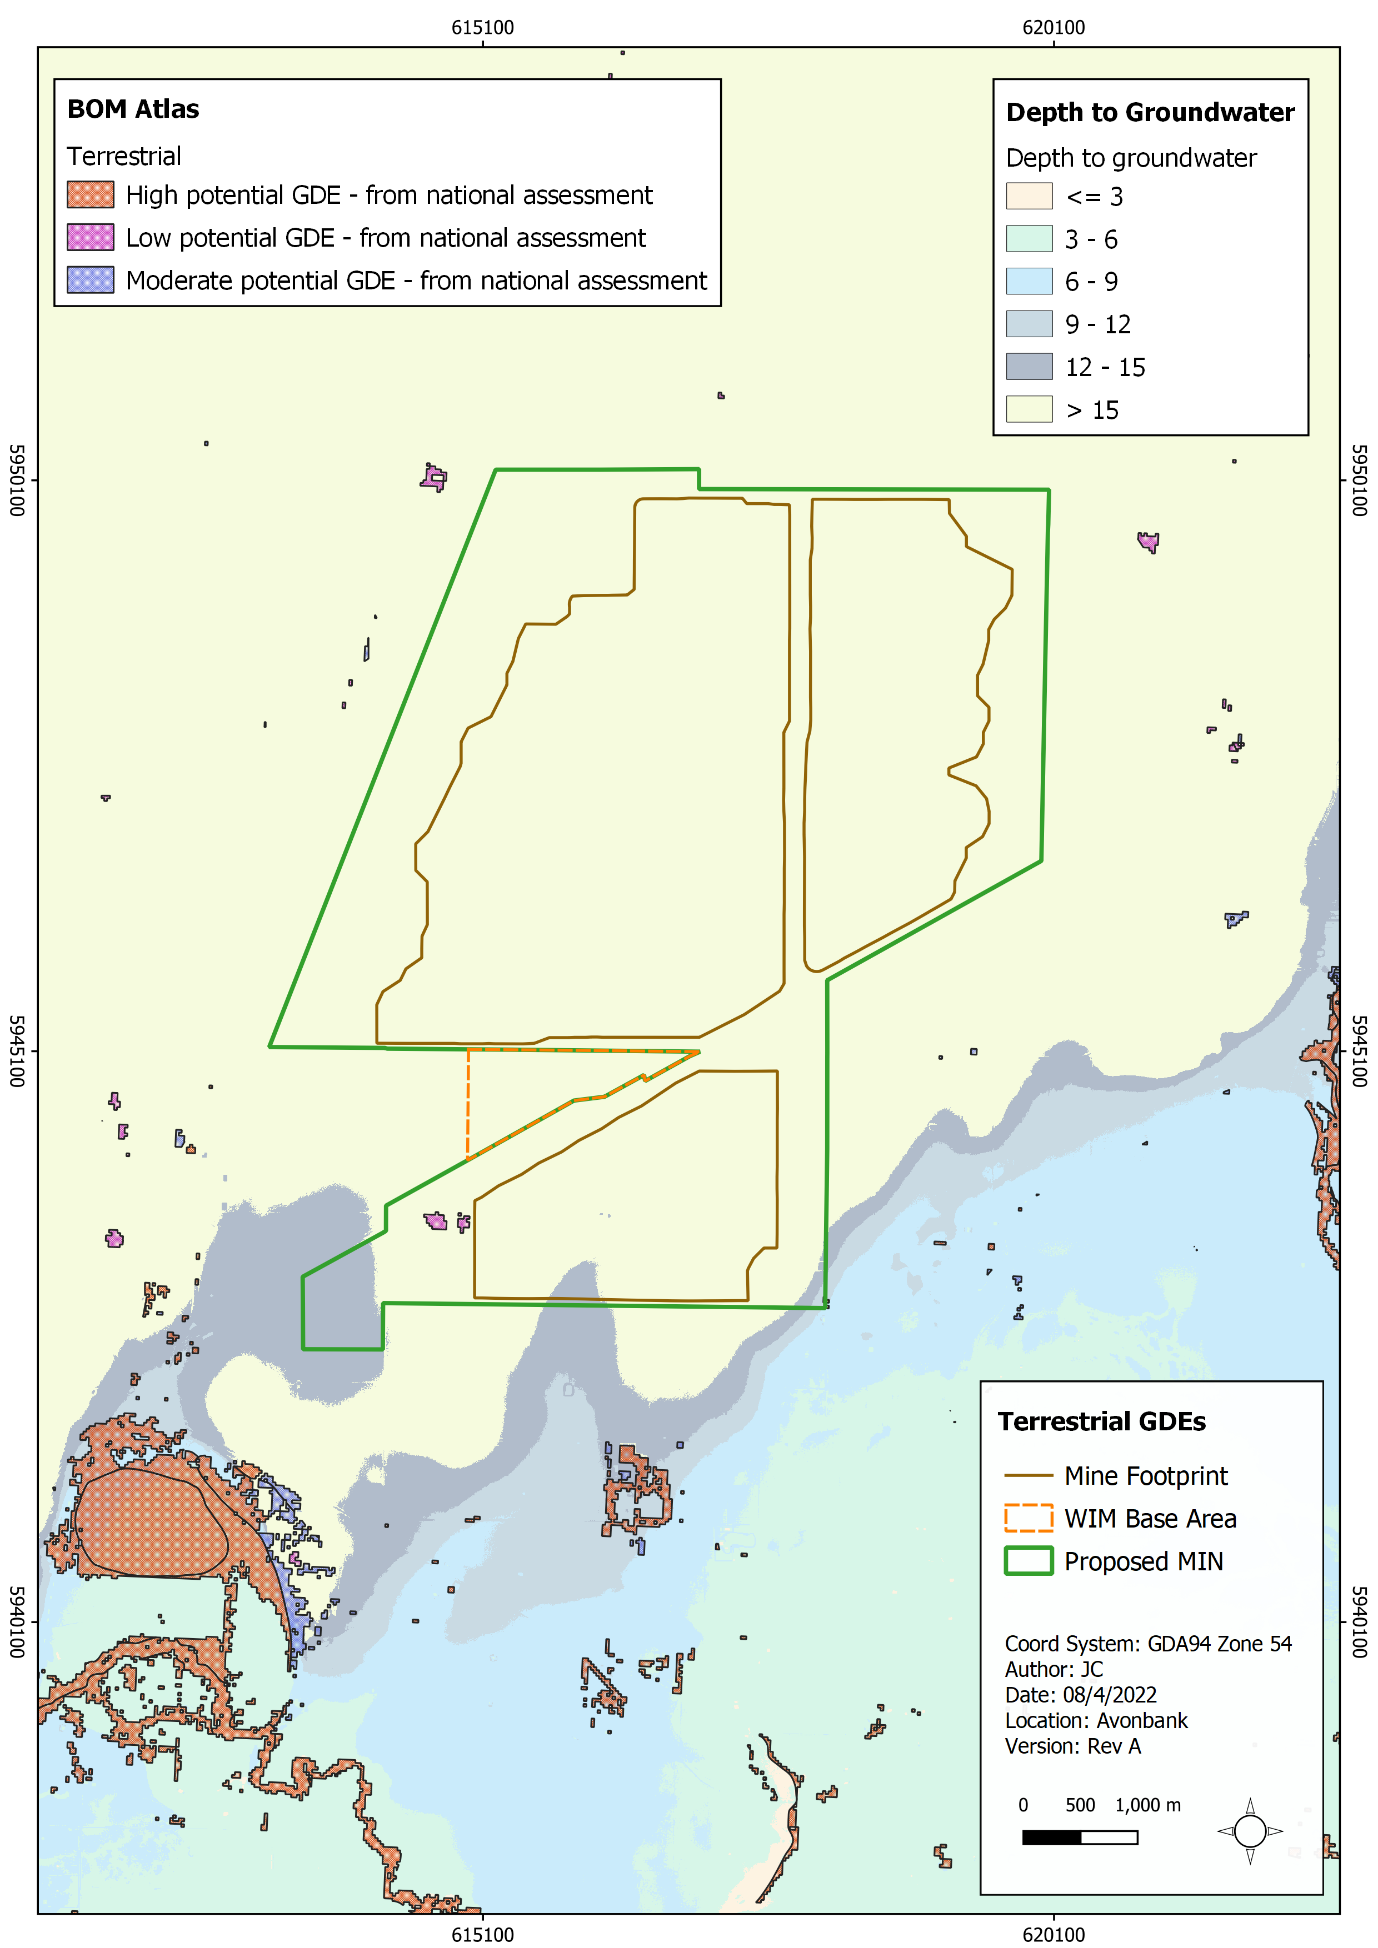 615100
620100
BOM Atlas
Terrestrial
High potential GDE - from national assessment
Low potential GDE - from national assessment
Moderate potential GDE - from national assessment
Depth to Groundwater
Depth to groundwater
<= 3
3 - 6
6 - 9
9 - 12
12 - 15
> 15
5950100
5950100
5945100
5945100
5940100
5940100
Terrestrial GDEs
Mine Footprint
WIM Base Area
Proposed MIN
Coord System: GDA94 Zone 54
Author: JC
Date: 08/4/2022
Location: Avonbank
Version: Rev A
0 500 1,000 m
615100
620100